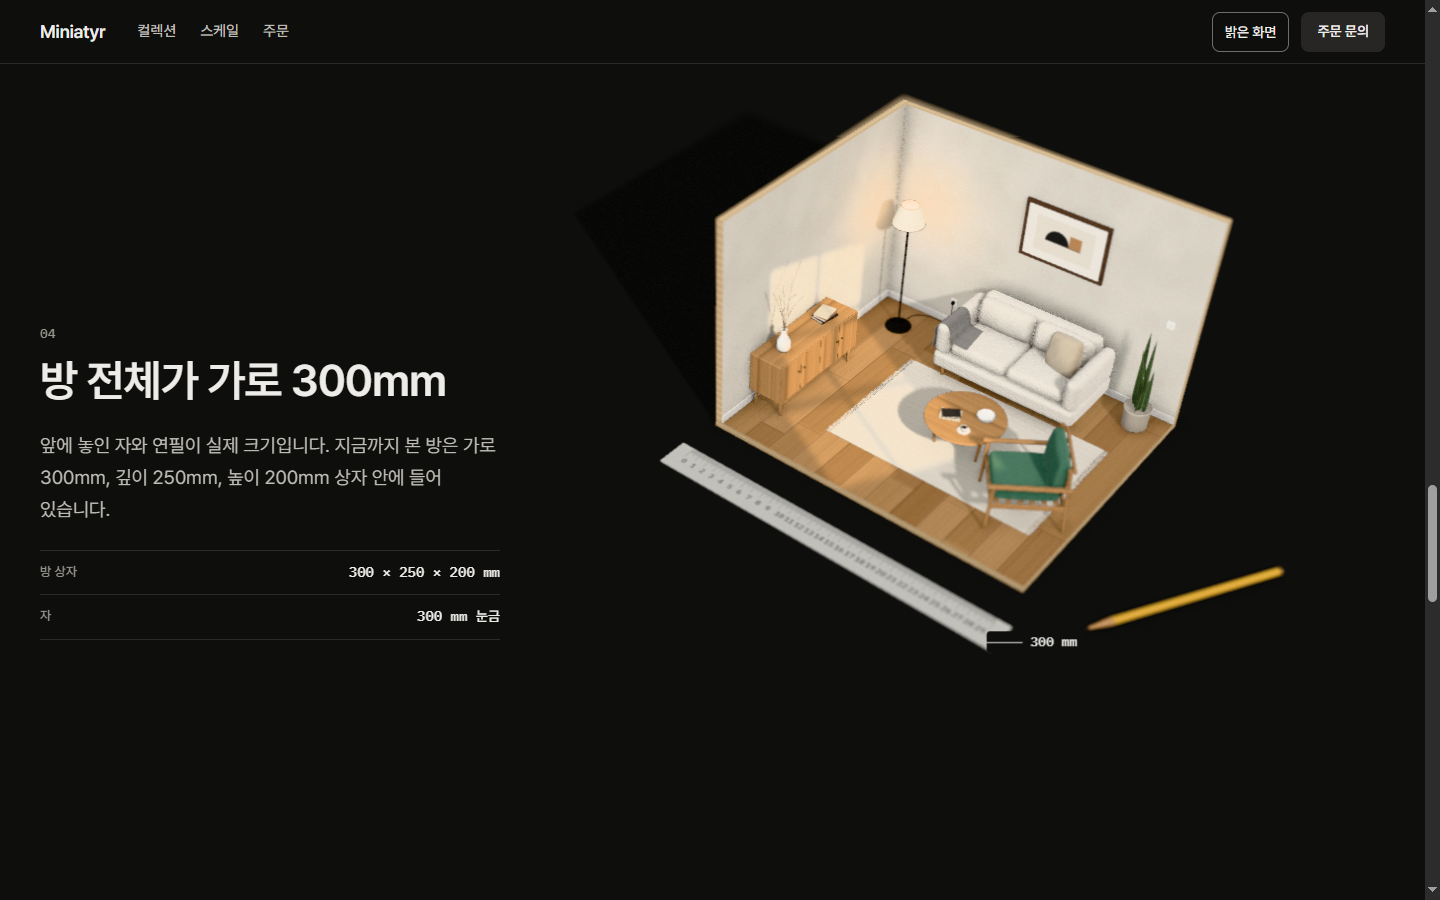 Miniatyr 컬렉션 스케일 주문 밝은 화면 주문 문의
04
방 전체가 가로 300mm
앞에 놓인 자와 연필이 실제 크기입니다. 지금까지 본 방은 가로
300mm, 깊이 250mm, 높이 200mm 상자 안에 들어
있습니다.
방 상자 300 × 250 × 200 mm
자 300 mm 눈금
300 mm